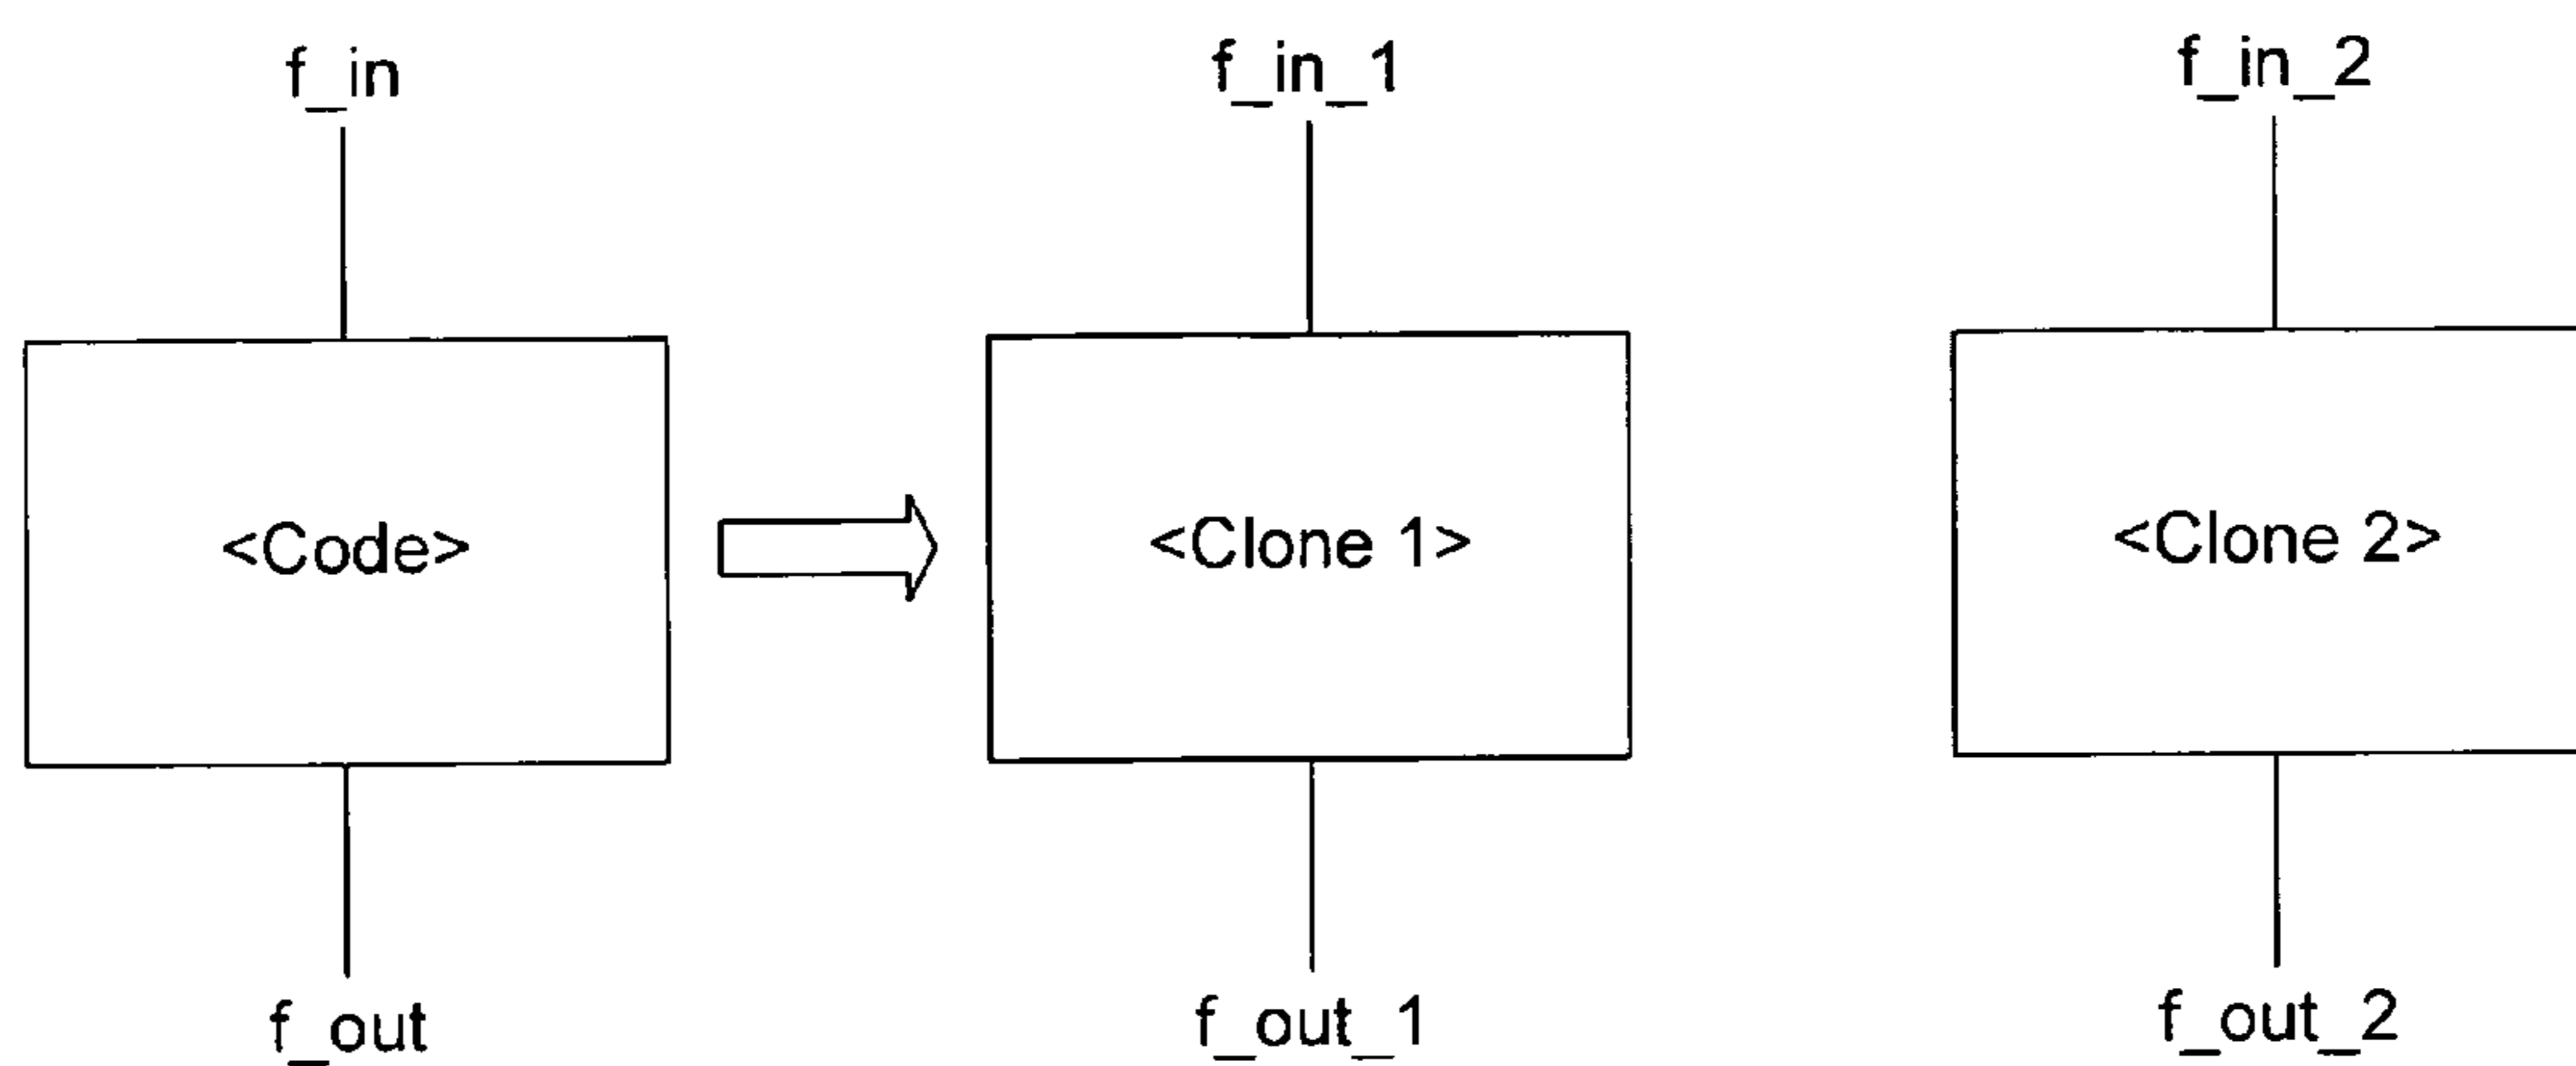 f_in
f_in_1
f_in_2
<Code>
<Clone 1>
<Clone 2>
f_out
f_out_1
f_out_2